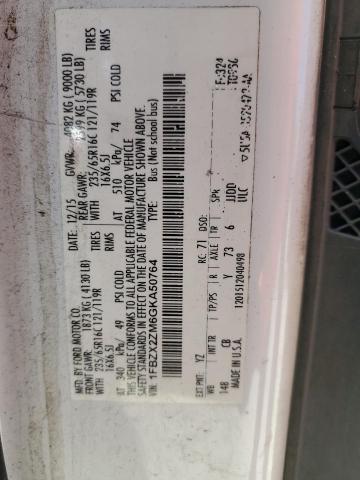 MFD. BY FORD MOTOR CO.
DATE: 12/15 GVWR: 4082 KG ( 9000 LB)
FRONT GAWR: 1873 KG ( 4130 LB) REAR GAWR: KG ( 5730 LB)
WITH 235/65R16C 121/119R TIRES WITH 235/65R16C 121/119R TIRES
16X6.5J RIMS 16X6.5J RIMS
AT 340 kPa/ 49 PSI COLD AT 510 kPa/ 74 PSI COLD
THIS VEHICLE CONFORMS TO ALL APPLICABLE FEDERAL MOTOR VEHICLE
SAFETY STANDARDS IN EFFECT ON THE DATE OF MANUFACTURE SHOWN ABOVE.
VIN: 1FBZX2ZM6GKA50764
TYPE: Bus (Not school bus)
EXT PNT: YZ RC: 71 DSO:
WB INT TR TP/PS R AXLE TR SPR
148 CB Y 73 6 JJDD
ULC
MADE IN U.S.A. 1201512040498